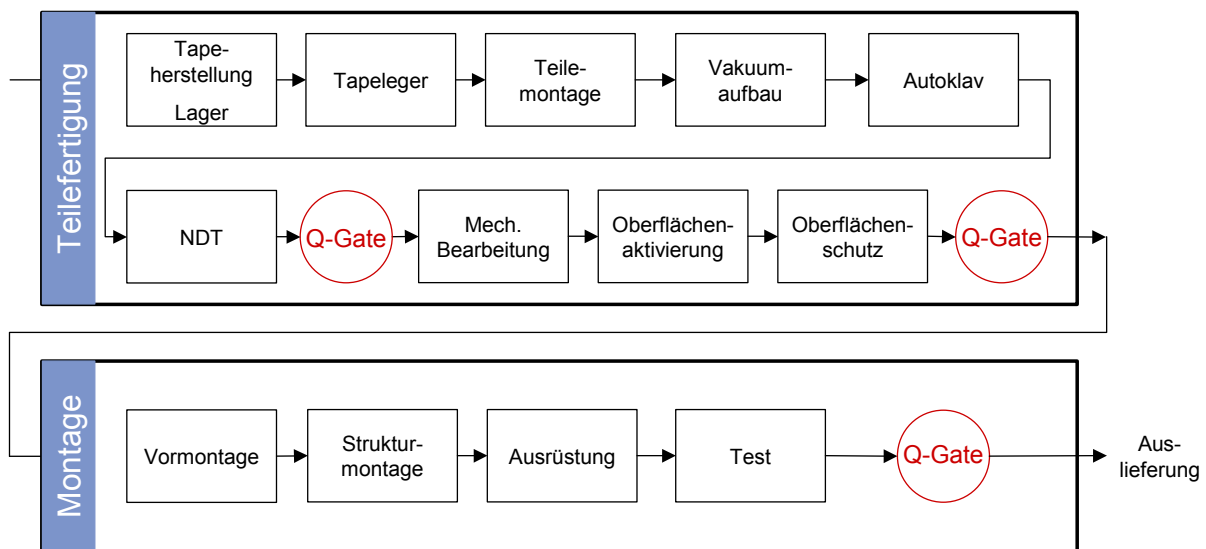 Teilefertigung
Tape-
herstellung
Lager
Tapeleger
Teile-
montage
Vakuum-
aufbau
Autoklav
NDT
Q-Gate
Mech.
Bearbeitung
Oberflächen-
aktivierung
Oberflächen-
schutz
Q-Gate
Montage
Vormontage
Struktur-
montage
Ausrüstung
Test
Q-Gate
Aus-
lieferung